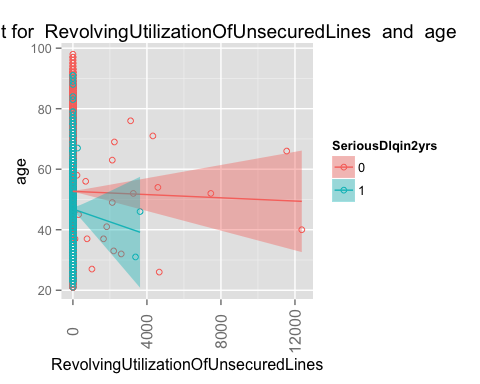 t for RevolvingUtilizationOfUnsecuredLines and age
100
80
60
40
20
age
0
4000
8000
12000
RevolvingUtilizationOfUnsecuredLines
SeriousDlqin2yrs
0
1